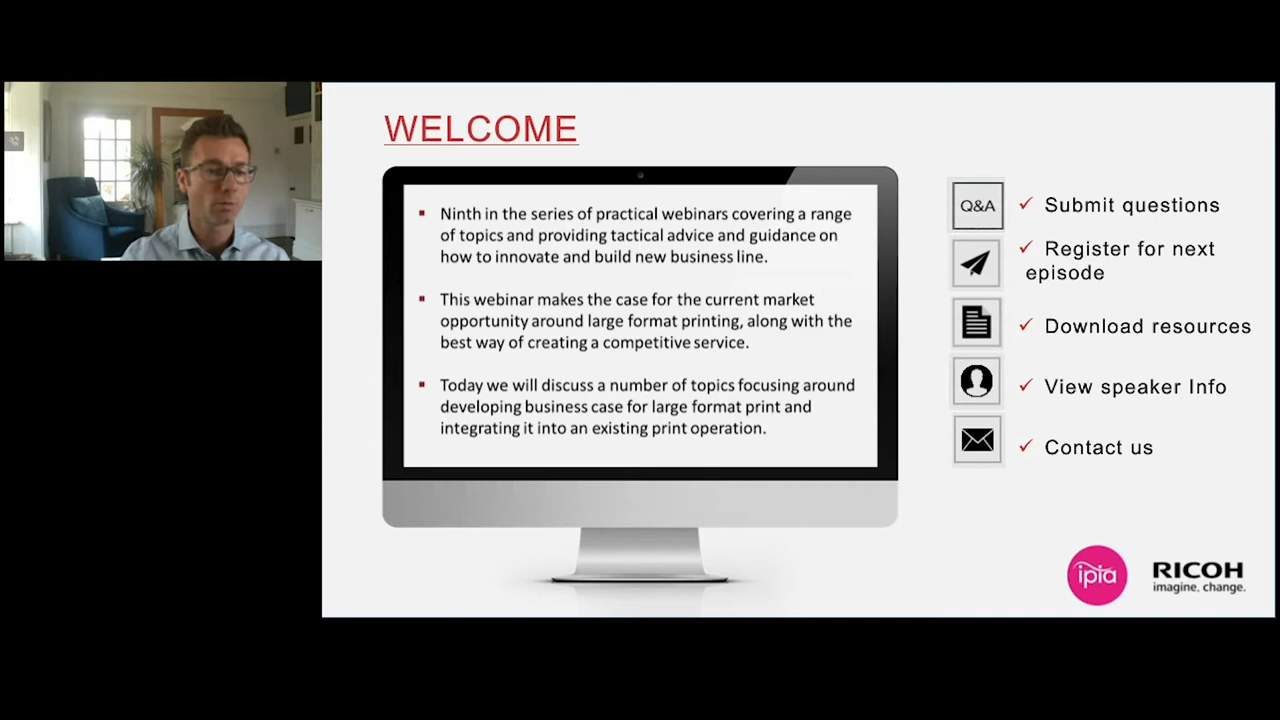 WELCOME
Ninth in the series of practical webinars covering a range
of topics and providing tactical advice and guidance on
how to innovate and build new business line.
This webinar makes the case for the current market
opportunity around large format printing, along with the
best way of creating a competitive service.
Today we will discuss a number of topics focusing around
developing business case for large format print and
integrating it into an existing print operation.
Q&A
Submit questions
Register for next
episode
Download resources
View speaker Info
Contact us
ipia
RICOH
imagine. change.